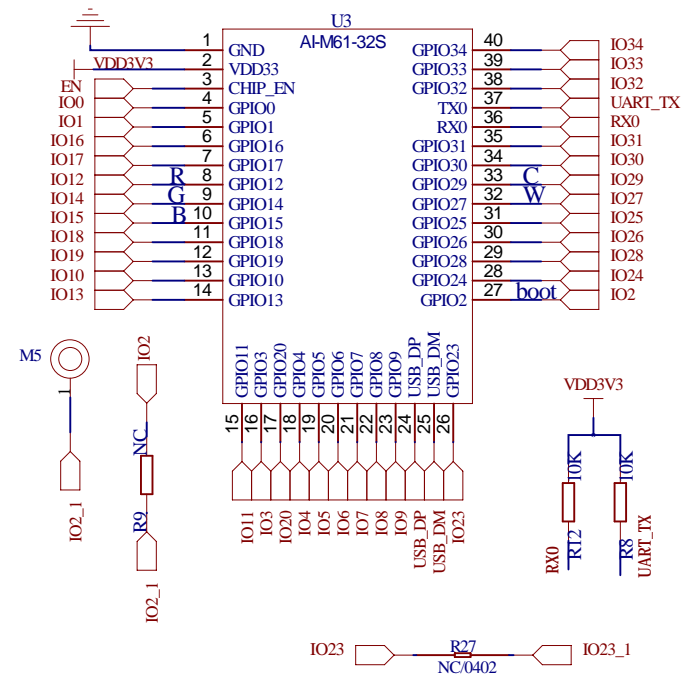 U3
AI-M61-32S
1 GND
VDD3V3 2 VDD33
EN 3 CHIP_EN
IO0 4 GPIO0
IO1 5 GPIO1
IO16 6 GPIO16
IO17 7 GPIO17
IO12 R 8 GPIO12
IO14 G 9 GPIO14
IO15 B 10 GPIO15
IO18 11 GPIO18
IO19 12 GPIO19
IO10 13 GPIO10
IO13 14 GPIO13
GPIO34 40 IO34
GPIO33 39 IO33
GPIO32 38 IO32
TX0 37 UART_TX
RX0 36 RX0
GPIO31 35 IO31
GPIO30 34 IO30
GPIO29 33 C IO29
GPIO27 32 W IO27
GPIO25 31 IO25
GPIO26 30 IO26
GPIO28 29 IO28
GPIO24 28 IO24
GPIO2 27 boot IO2
GPIO11 15 IO11
GPIO3 16 IO3
GPIO20 17 IO20
GPIO4 18 IO4
GPIO5 19 IO5
GPIO6 20 IO6
GPIO7 21 IO7
GPIO8 22 IO8
GPIO9 23 IO9
USB_DP 24 USB_DP
USB_DM 25 USB_DM
GPIO23 26 IO23
M5
1
IO2_1
IO2
NC
R9
IO2_1
VDD3V3
10K
R12
RX0
10K
R8
UART_TX
IO23 R27 IO23_1
NC/0402